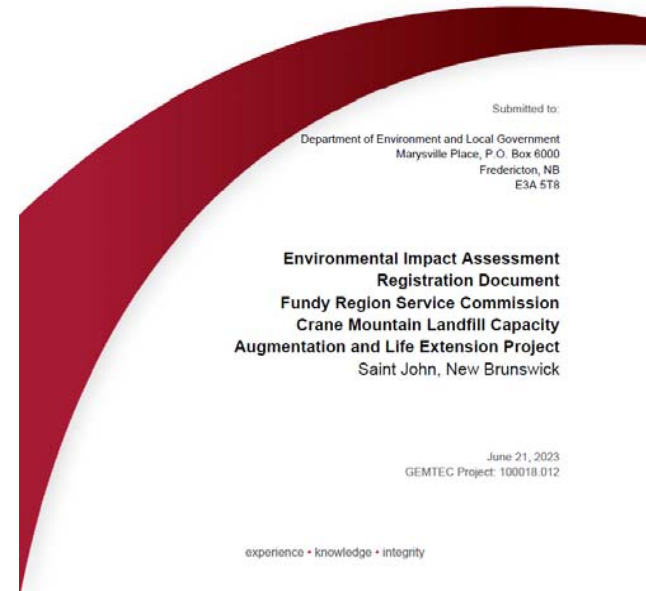 Submitted to:
Department of Environment and Local Government
Marysville Place, P.O. Box 6000
Fredericton, NB
E3A 5T8
Environmental Impact Assessment
Registration Document
Fundy Region Service Commission
Crane Mountain Landfill Capacity
Augmentation and Life Extension Project
Saint John, New Brunswick
June 21, 2023
GEMTEC Project: 100018.012
experience • knowledge • integrity